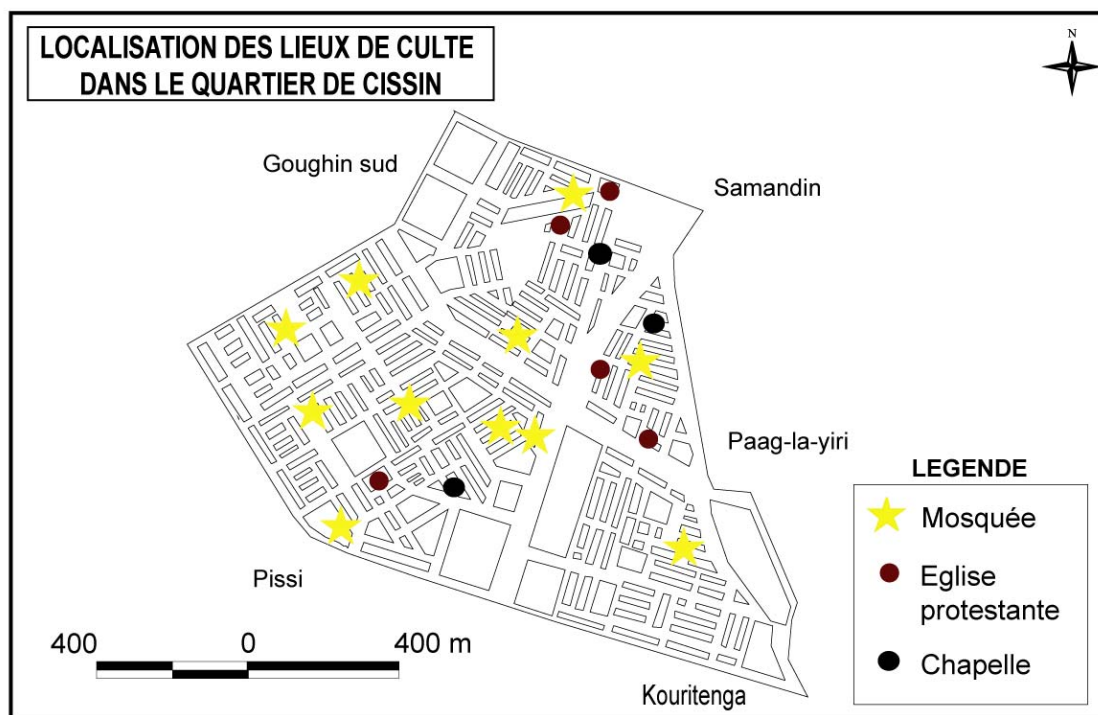 LOCALISATION DES LIEUX DE CULTE
DANS LE QUARTIER DE CISSIN
N
Goughin sud
Samandin
Paag-la-yiri
LEGENDE
Mosquée
Eglise
protestante
Chapelle
Pissi
400 0 400 m
Kouritenga